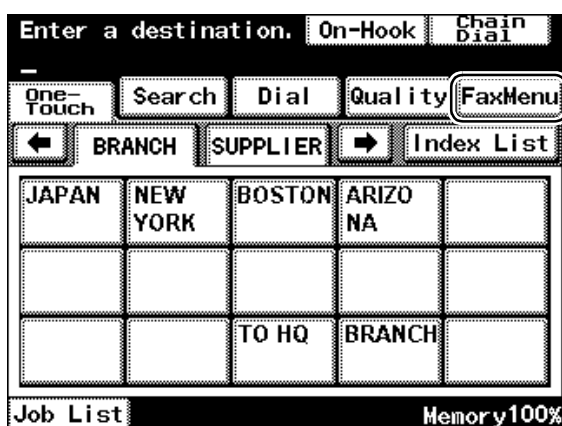 Enter a destination. On-Hook Chain Dial
One-Touch Search Dial Quality FaxMenu
BRANCH SUPPLIER Index List
JAPAN NEW YORK BOSTON ARIZO NA
TO HQ BRANCH
Job List Memory100%